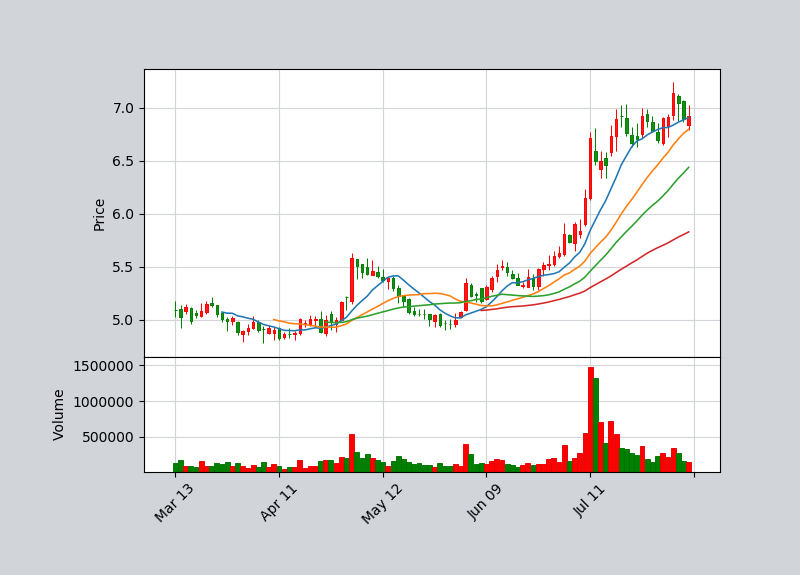 7.0
6.5
6.0
5.5
5.0
Price
1500000
1000000
500000
Volume
Mar 13
Apr 11
May 12
Jun 09
Jul 11